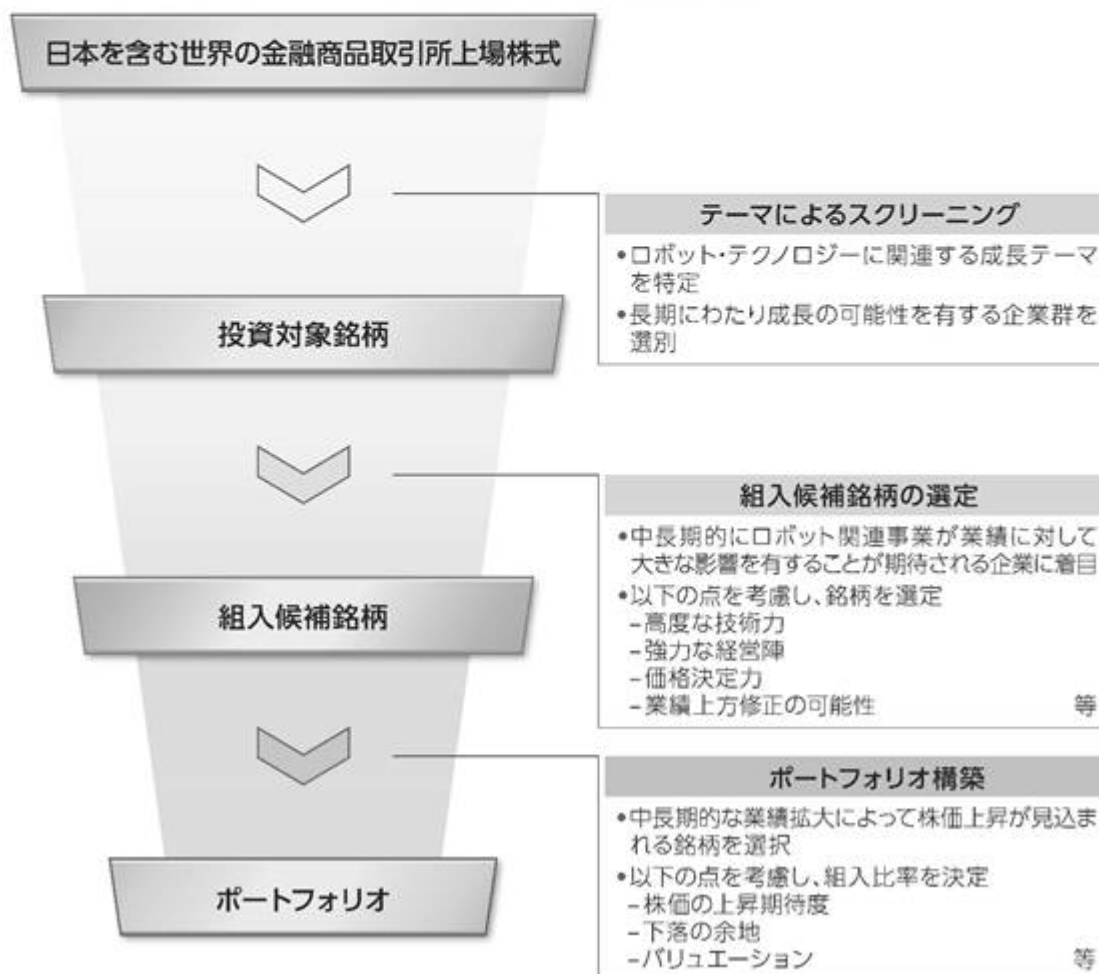 日本を含む世界の金融商品取引所上場株式
テーマによるスクリーニング
•ロボット・テクノロジーに関連する成長テーマ
を特定
•長期にわたり成長の可能性を有する企業群を
選別
投資対象銘柄
組入候補銘柄の選定
•中長期的にロボット関連事業が業績に対して
大きな影響を有することが期待される企業に着目
•以下の点を考慮し、銘柄を選定
−高度な技術力
−強力な経営陣
−価格決定力
−業績上方修正の可能性 等
組入候補銘柄
ポートフォリオ構築
•中長期的な業績拡大によって株価上昇が見込ま
れる銘柄を選択
•以下の点を考慮し、組入比率を決定
−株価の上昇期待度
−下落の余地
−バリュエーション 等
ポートフォリオ